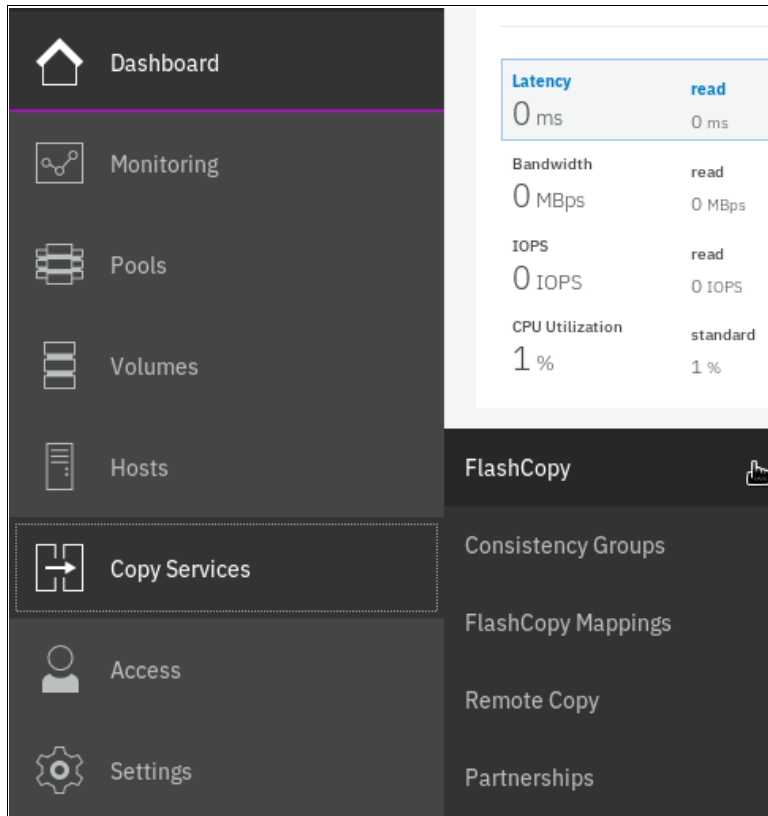 Dashboard
Monitoring
Pools
Volumes
Hosts
Copy Services
Access
Settings
Latency read
0 ms 0 ms
Bandwidth read
0 MBps 0 MBps
IOPS read
0 IOPS 0 IOPS
CPU Utilization standard
1 % 1 %
FlashCopy
Consistency Groups
FlashCopy Mappings
Remote Copy
Partnerships